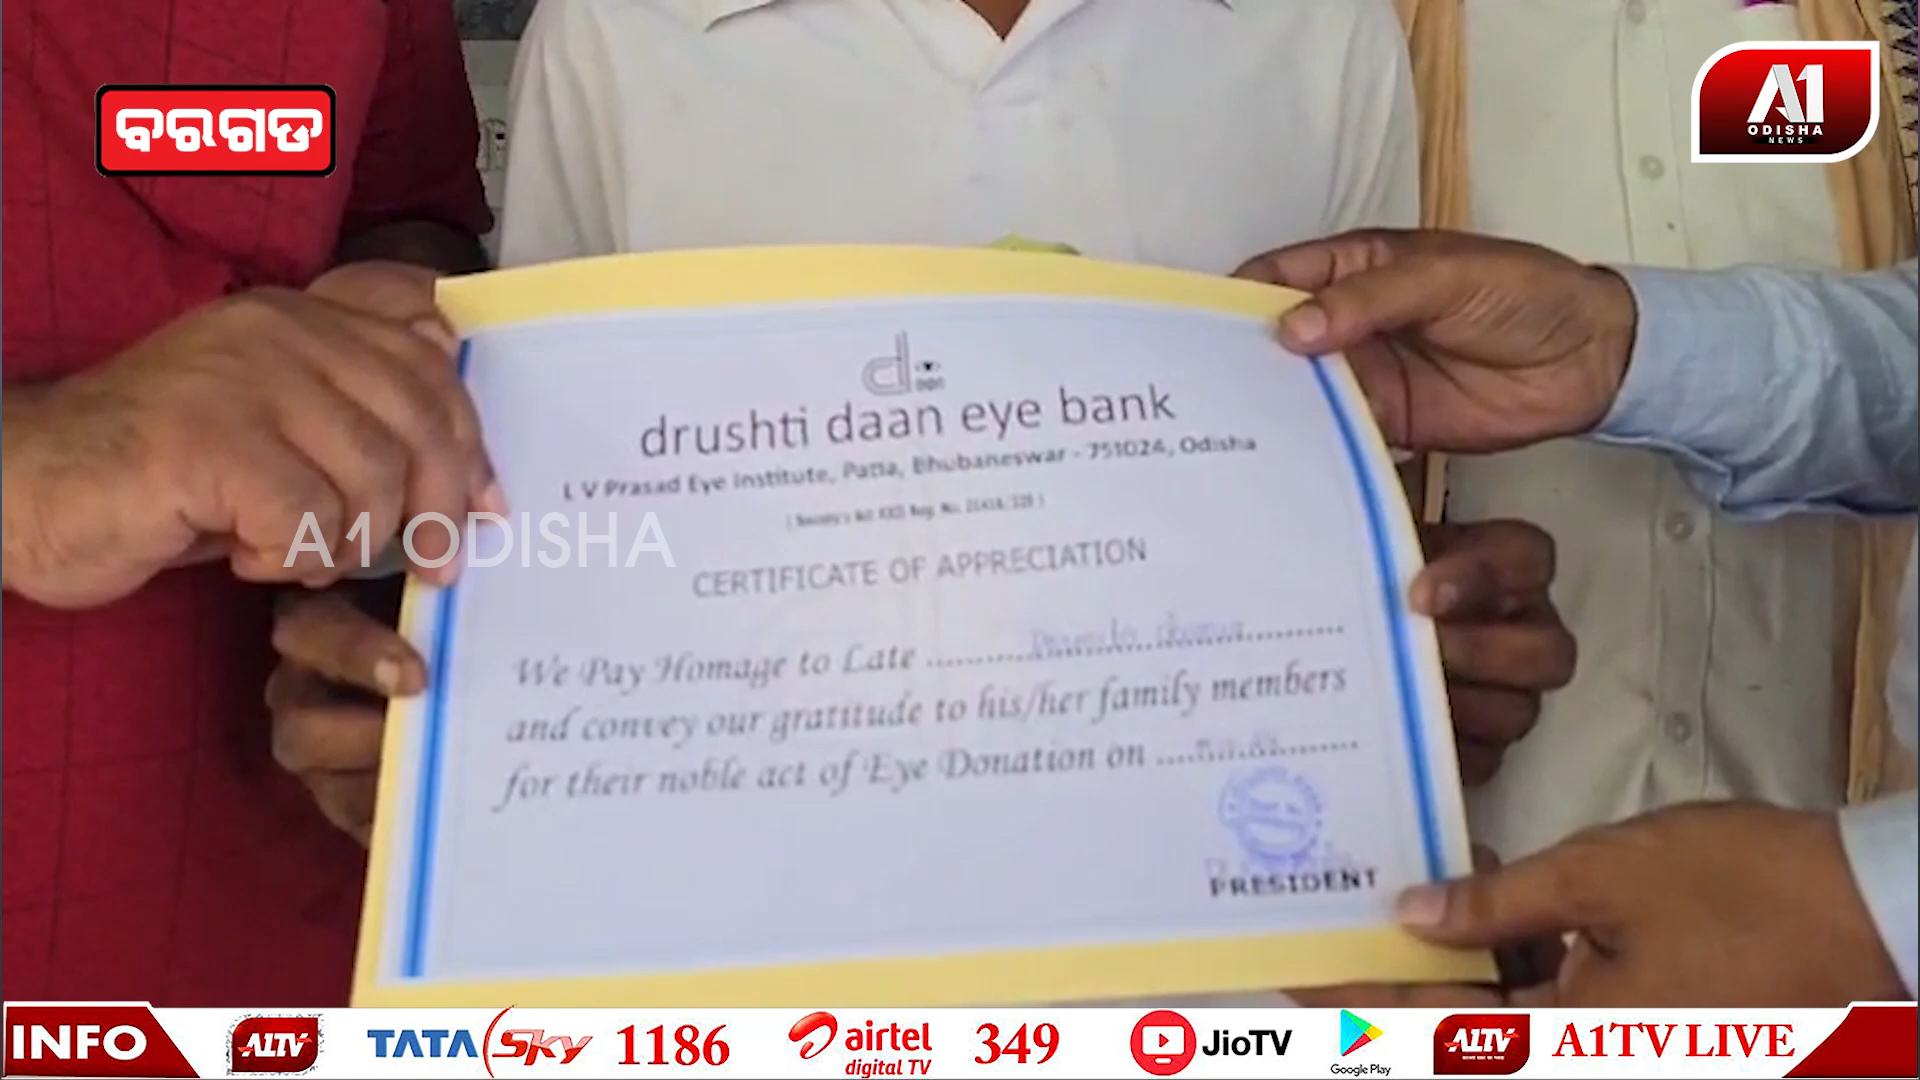 ବରଗଡ
A1
ODISHA
NEWS
drushti daan eye bank
L V Prasad Eye Institute, Patia, Bhubaneswar - 751024, Odisha
A1 ODISHA
CERTIFICATE OF APPRECIATION
We Pay Homage to Late
and convey our gratitude to his/her family members
for their noble act of Eye Donation on
PRESIDENT
INFO
A1TV
TATA Sky 1186
airtel
digital TV
349
JioTV
Google Play
A1TV
A1TV LIVE